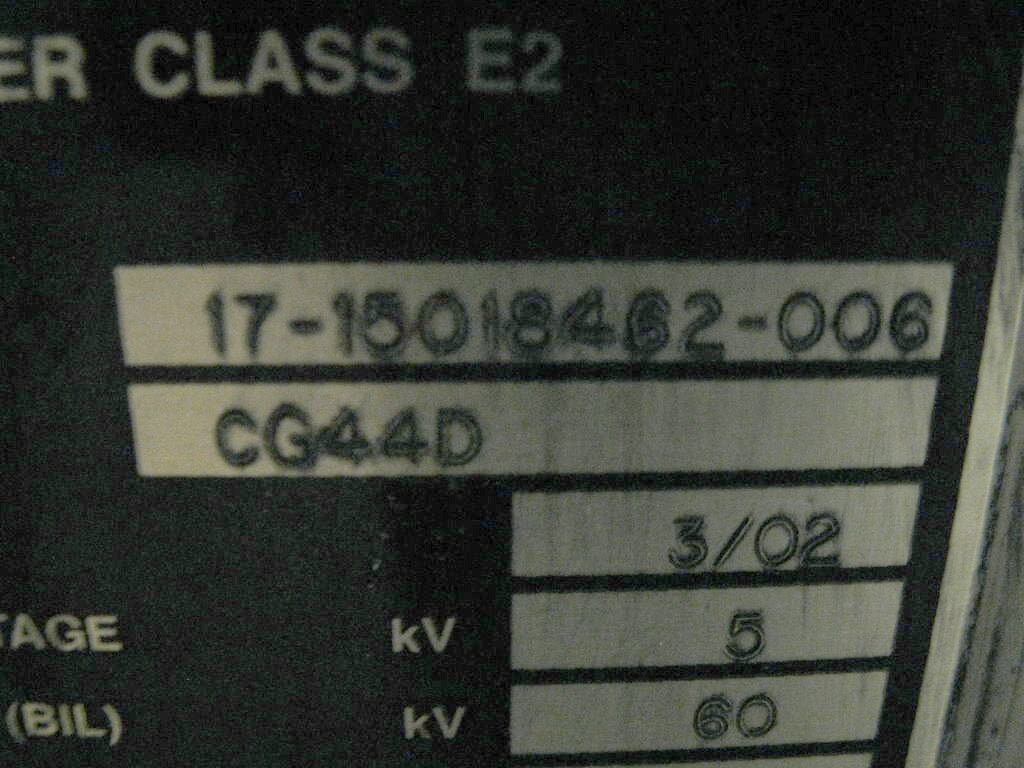 ER CLASS E2
17-15018462-006
CG44D
3/02
TAGE kV 5
(BIL) kV 60